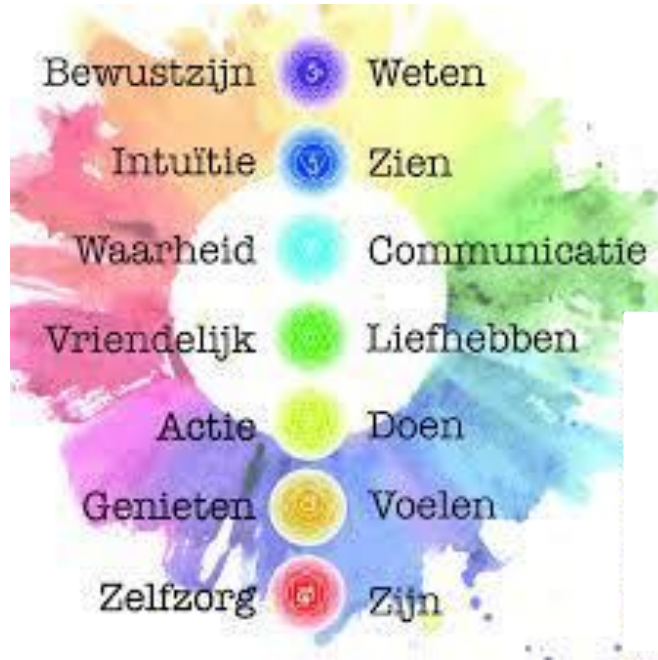 Bewustzijn Weten
Intuïtie Zien
Waarheid Communicatie
Vriendelijk Liefhebben
Actie Doen
Genieten Voelen
Zelfzorg Zijn